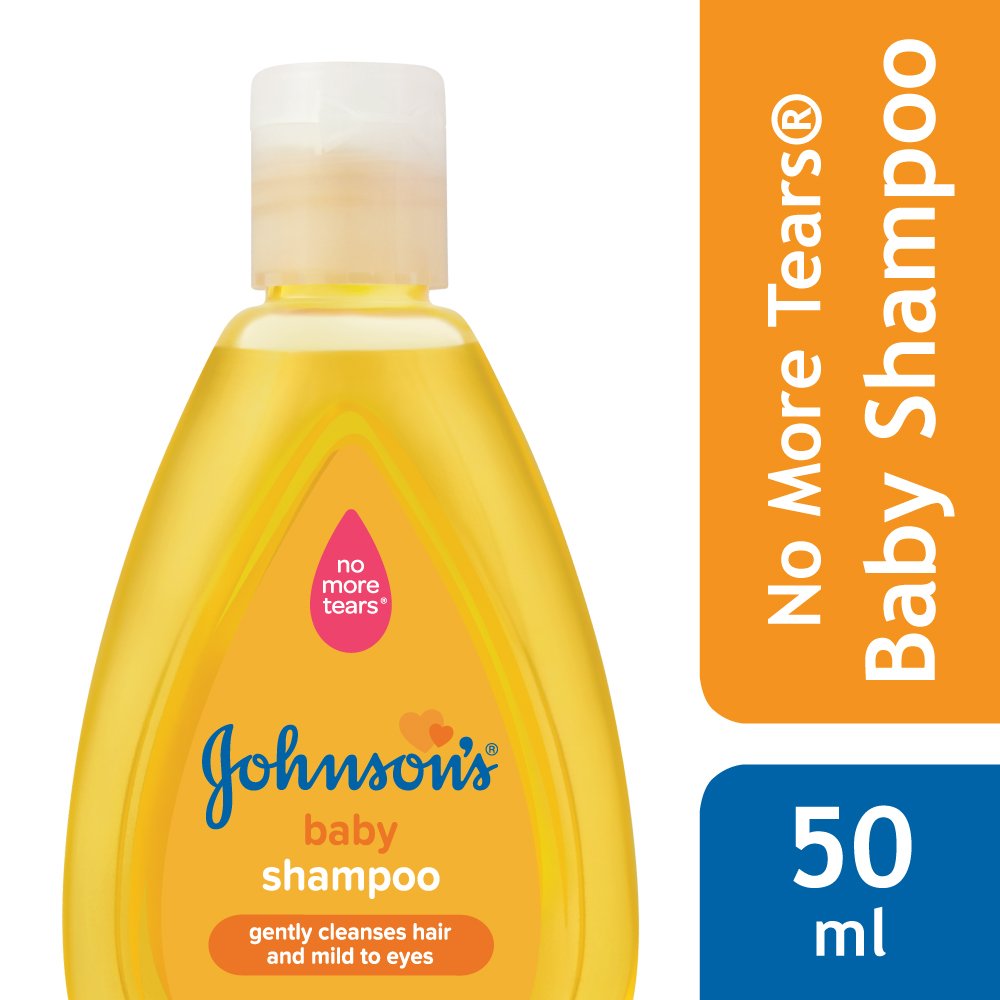 no
more
tears®
Johnson's®
baby
shampoo
gently cleanses hair
and mild to eyes
No More Tears®
Baby Shampoo
50
ml